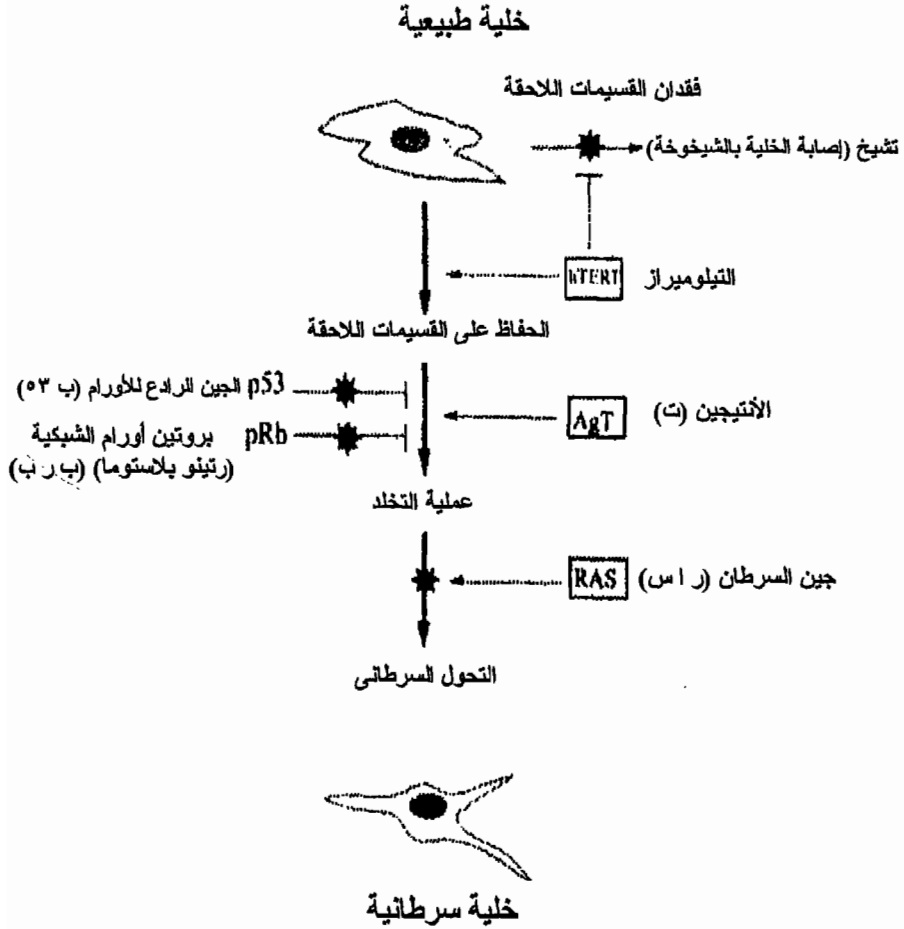 خلية طبيعية
فقدان القسيمات اللاحقة
تشيخ (إصابة الخلية بالشيخوخة)
hTERT التيلوميراز
الحفاظ على القسيمات اللاحقة
p53 الجين الرادع للأورام (ب ٥٣)
AgT الأنتيجين (ت)
pRb بروتين أورام الشبكية
(رتينو بلاستوما) (ب ر ب)
عملية التخلد
RAS جين السرطان (ر ا س)
التحول السرطانى
خلية سرطانية